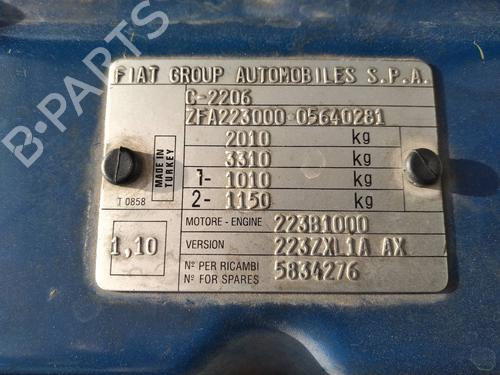 FIAT GROUP AUTOMOBILES S.P.A.
C-2206
ZFA223000-05640281
2010 kg
3310 kg
1- 1010 kg
2- 1150 kg
MADE IN
TURKEY
T 0858
MOTORE - ENGINE 223B1000
1,10
VERSION 223ZXL1A AX
Nº PER RICAMBI
Nº FOR SPARES 5834276
B-PARTS